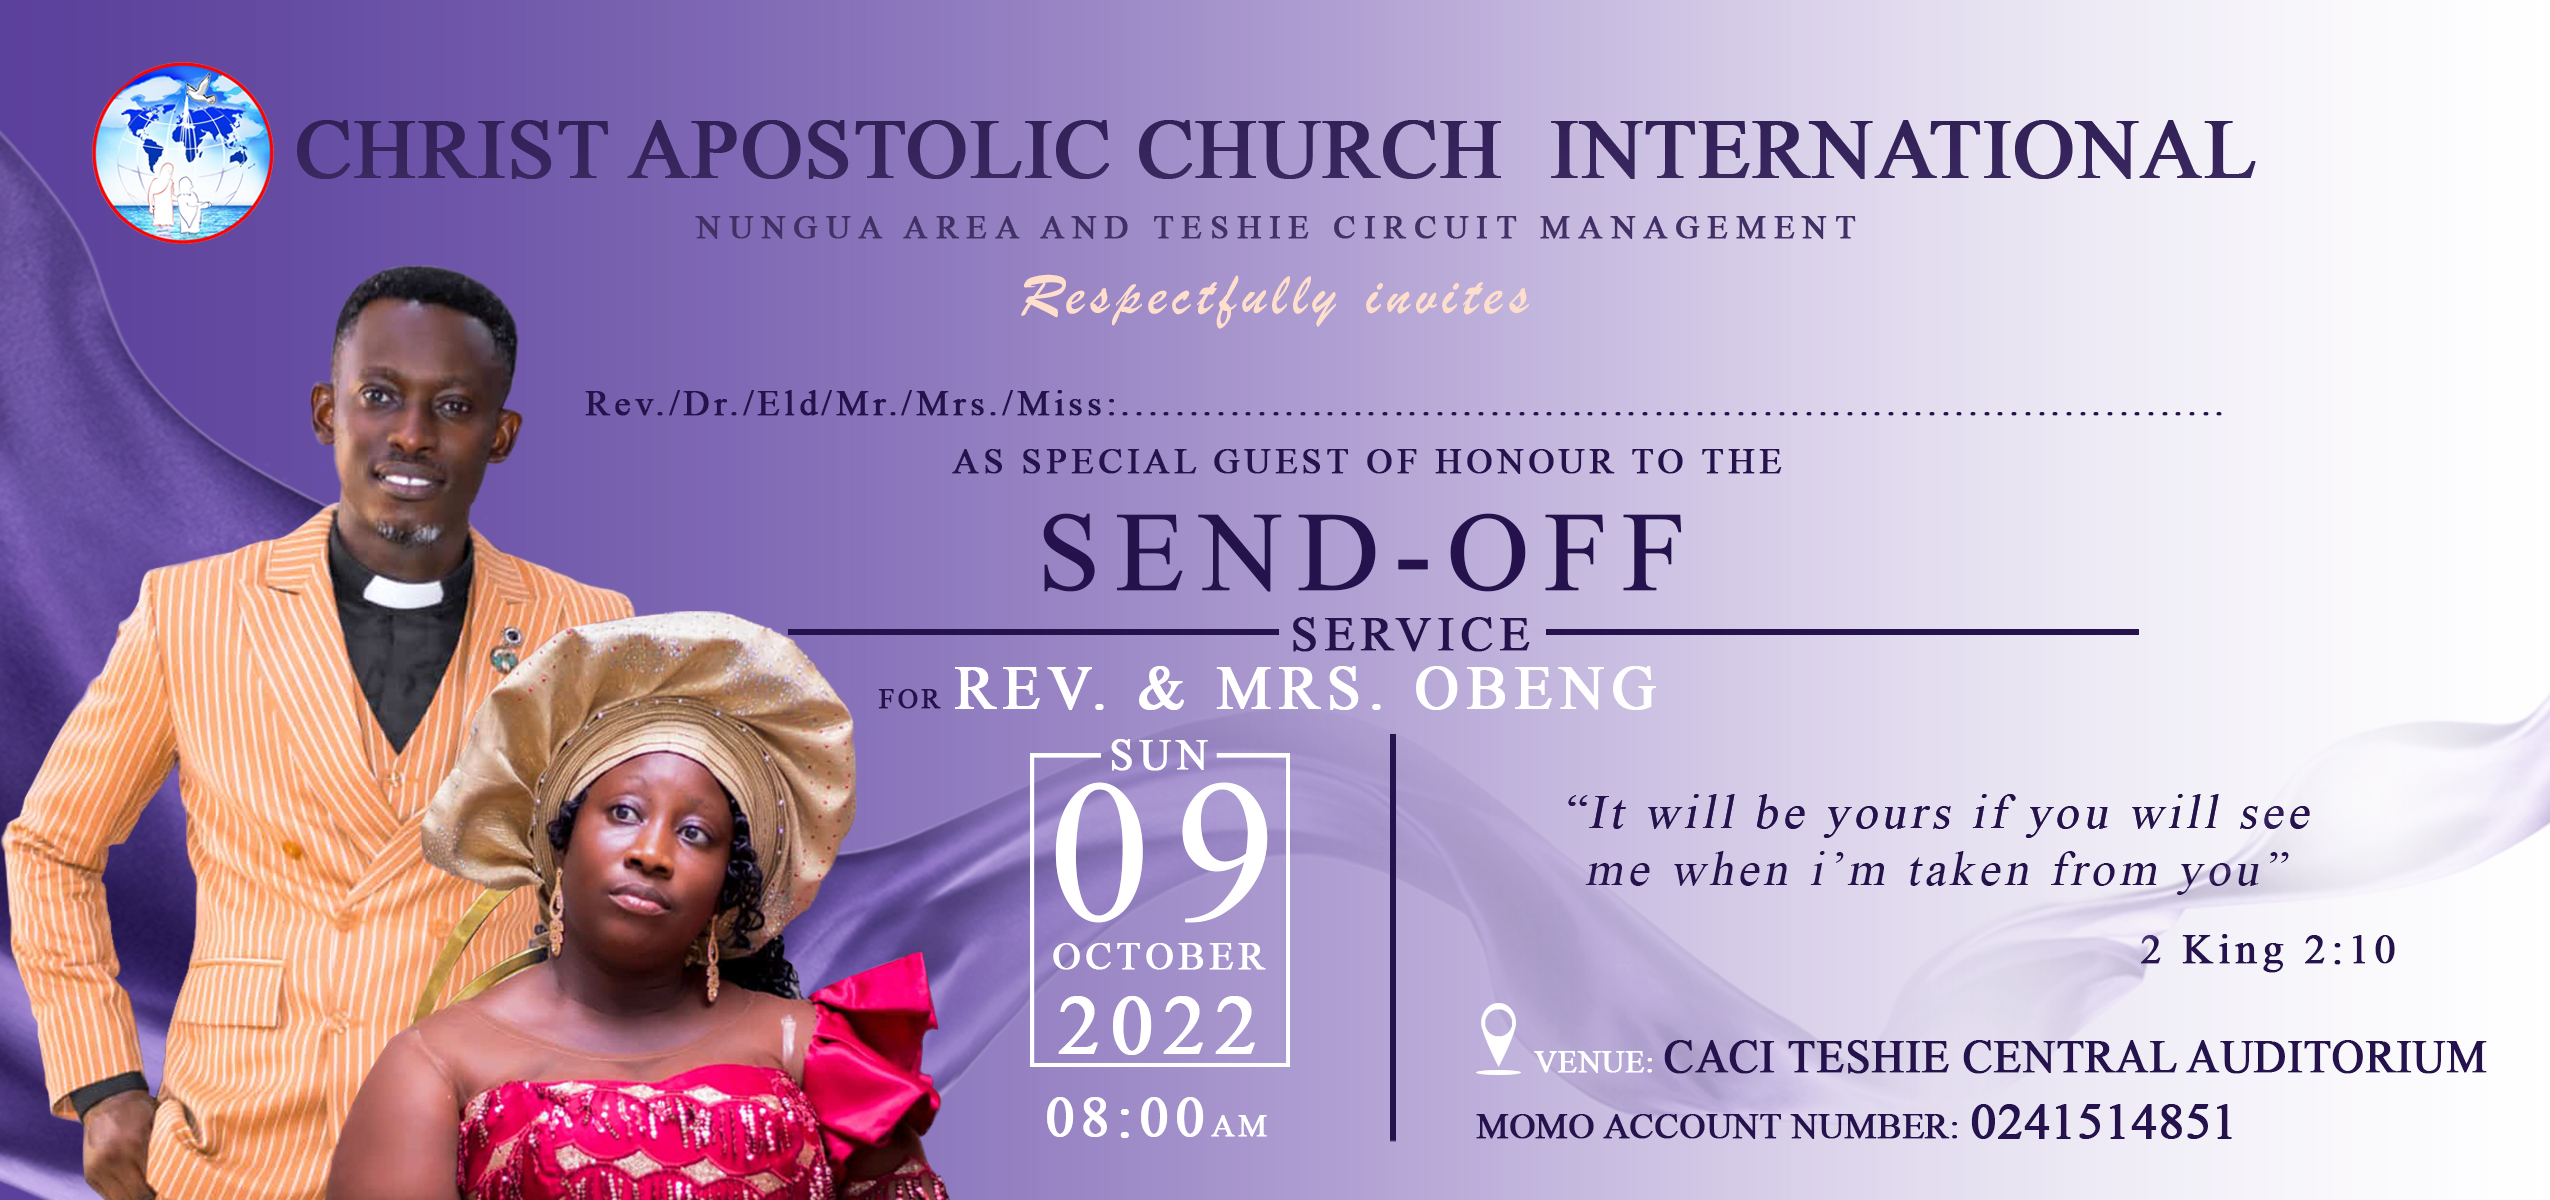 CHRIST APOSTOLIC CHURCH INTERNATIONAL
NUNGUA AREA AND TESHIE CIRCUIT MANAGEMENT
Respectfully invites
Rev./Dr./Eld/Mr./Mrs./Miss:................................................................................
AS SPECIAL GUEST OF HONOUR TO THE
SEND-OFF
SERVICE
FOR REV. & MRS. OBENG
SUN
09
OCTOBER
2022
08:00AM
“It will be yours if you will see
me when i’m taken from you”
2 King 2:10
VENUE: CACI TESHIE CENTRAL AUDITORIUM
MOMO ACCOUNT NUMBER: 0241514851